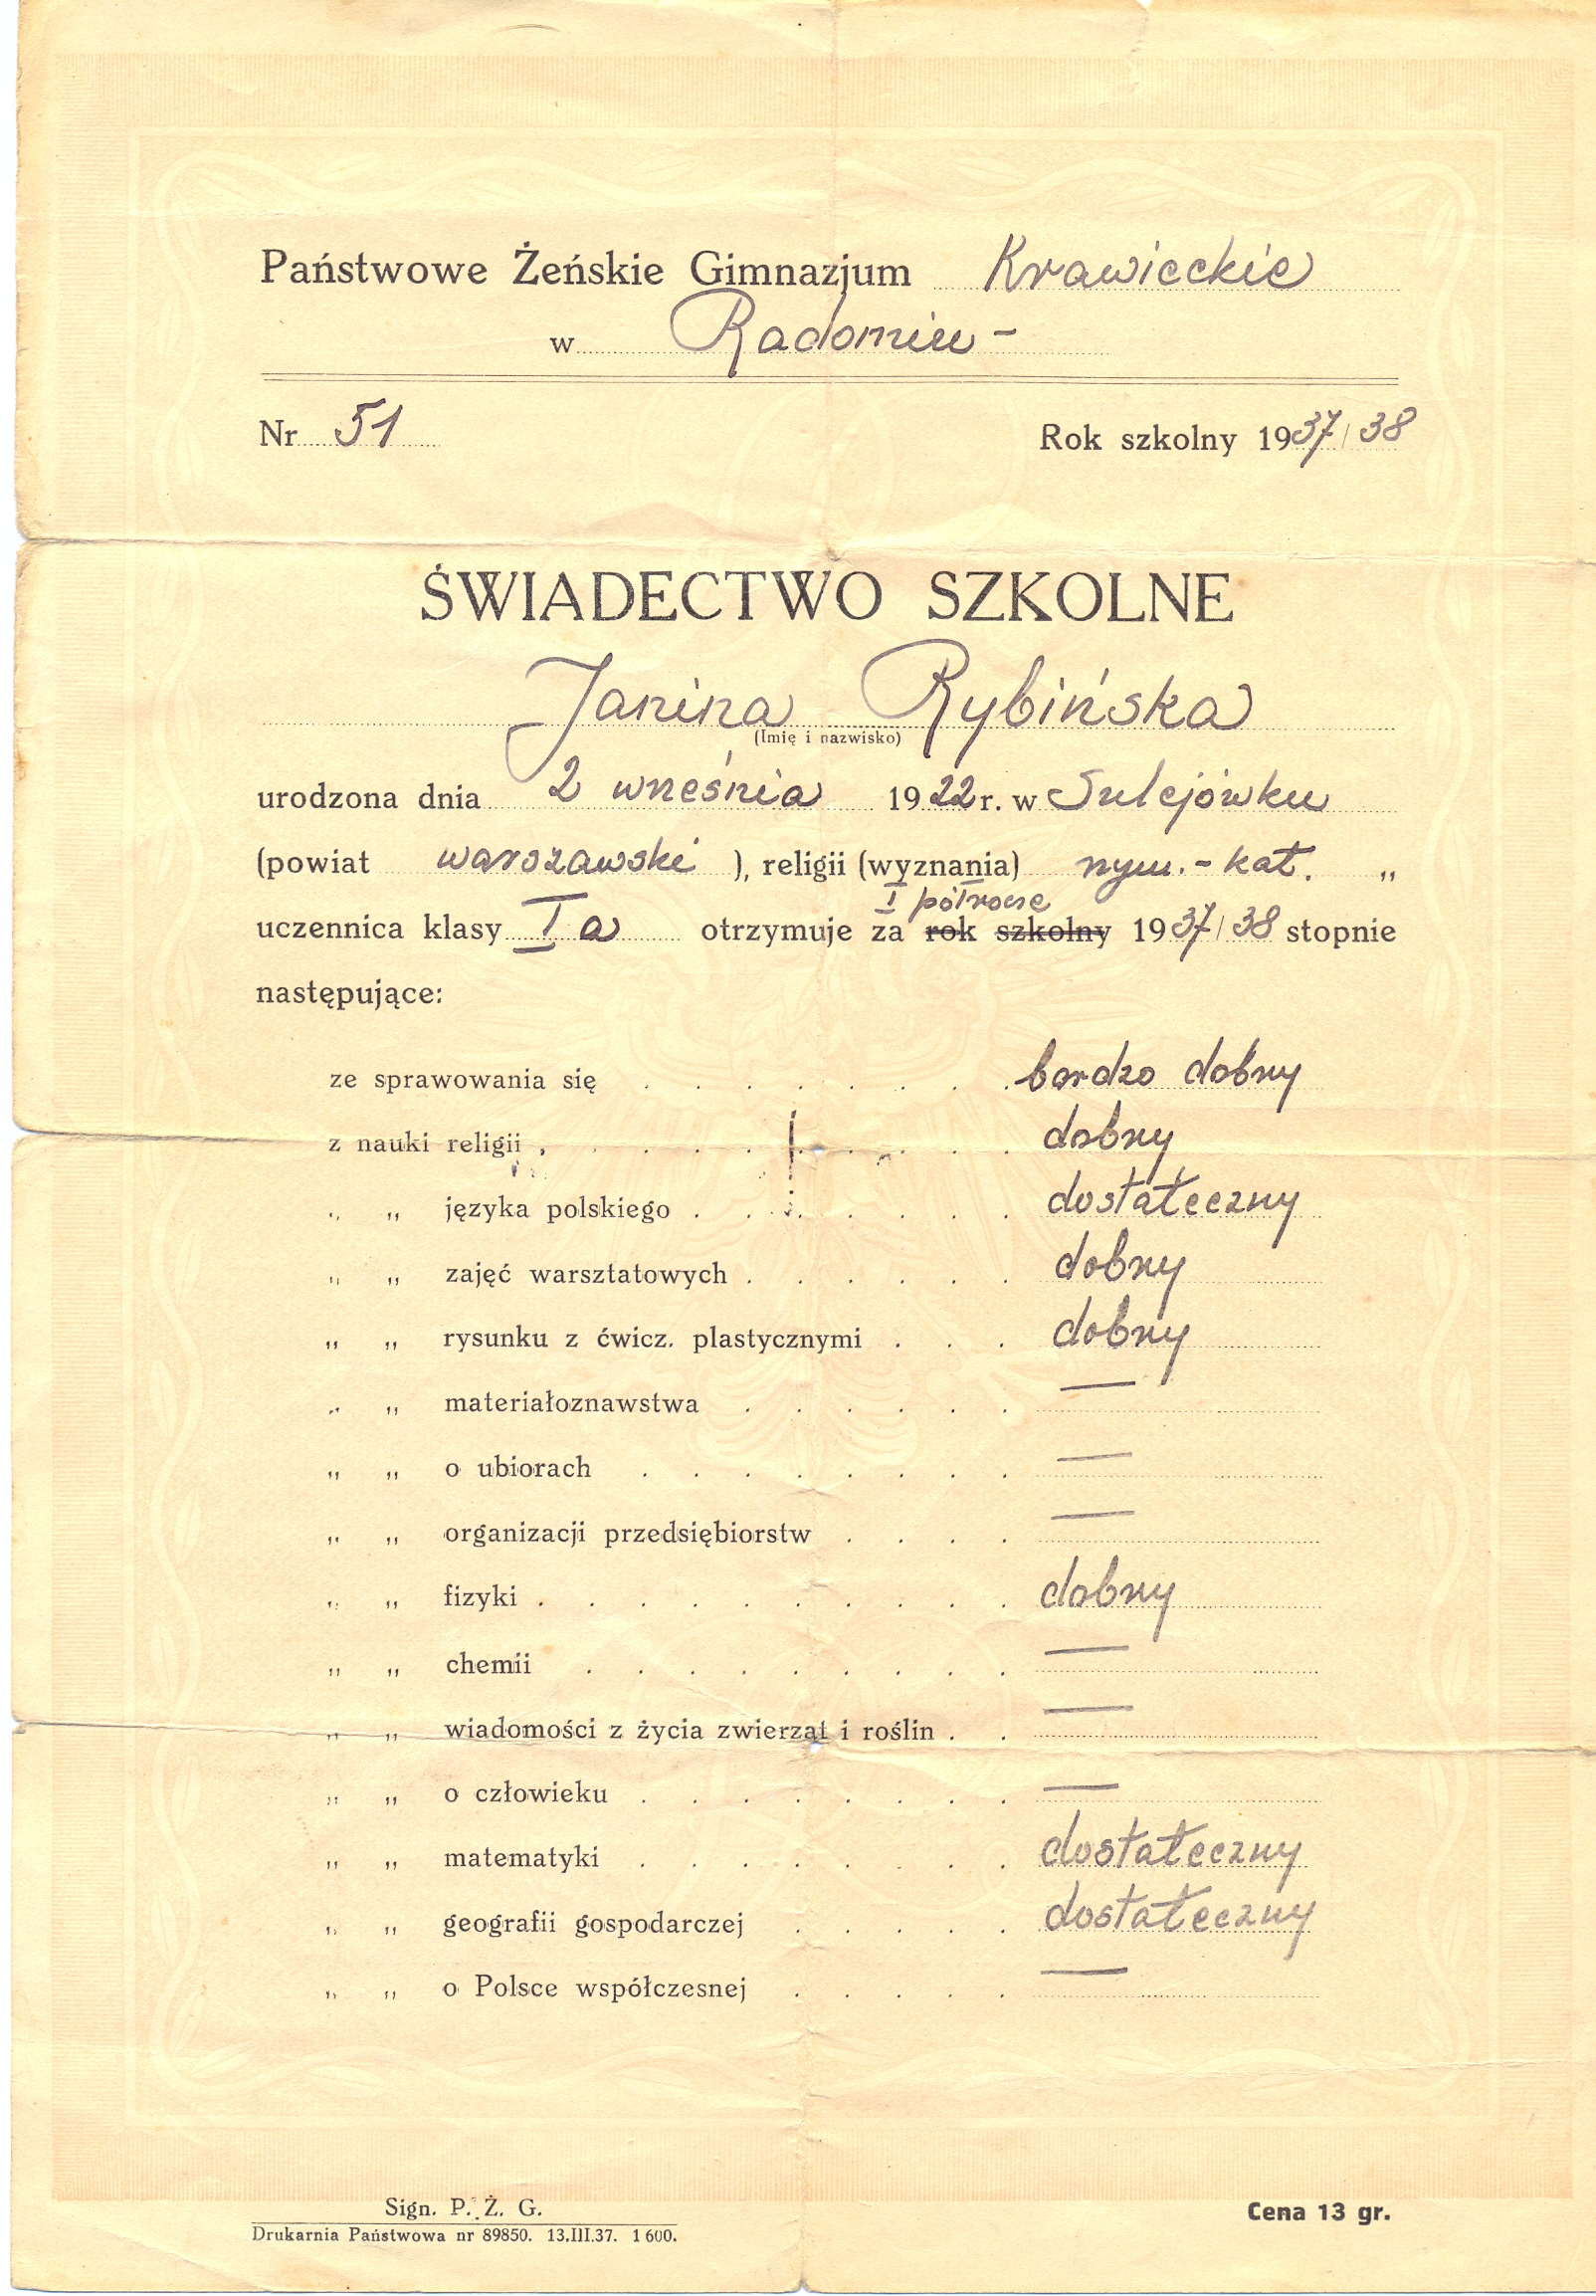 Państwowe Żeńskie Gimnazjum Krawieckie
w Radomiu -
Nr 51 Rok szkolny 1937/38
ŚWIADECTWO SZKOLNE
Janina Rybińska
(Imię i nazwisko)
urodzona dnia 2 września 1922 r. w Sulejówku
(powiat warszawski), religii (wyznania) rzym.-kat. „
I półrocze
uczennica klasy I a otrzymuje za rok szkolny 1937/38 stopnie
następujące:
ze sprawowania się . . . . . . . . bardzo dobry
z nauki religii . . . . . . . . . . dobry
„ „ języka polskiego . . . . . . . dostateczny
„ „ zajęć warsztatowych . . . . . . dobry
„ „ rysunku z ćwicz. plastycznymi . . . dobry
„ „ materiałoznawstwa . . . . . . —
„ „ o ubiorach . . . . . . . . —
„ „ organizacji przedsiębiorstw . . . . —
„ „ fizyki . . . . . . . . . . dobry
„ „ chemii . . . . . . . . . —
„ „ wiadomości z życia zwierząt i roślin . . —
„ „ o człowieku . . . . . . . . —
„ „ matematyki . . . . . . . . dostateczny
„ „ geografii gospodarczej . . . . . dostateczny
„ „ o Polsce współczesnej . . . . . —
Sign. P. Ż. G.
Drukarnia Państwowa nr 89850. 13.III.37. 1 600.
Cena 13 gr.